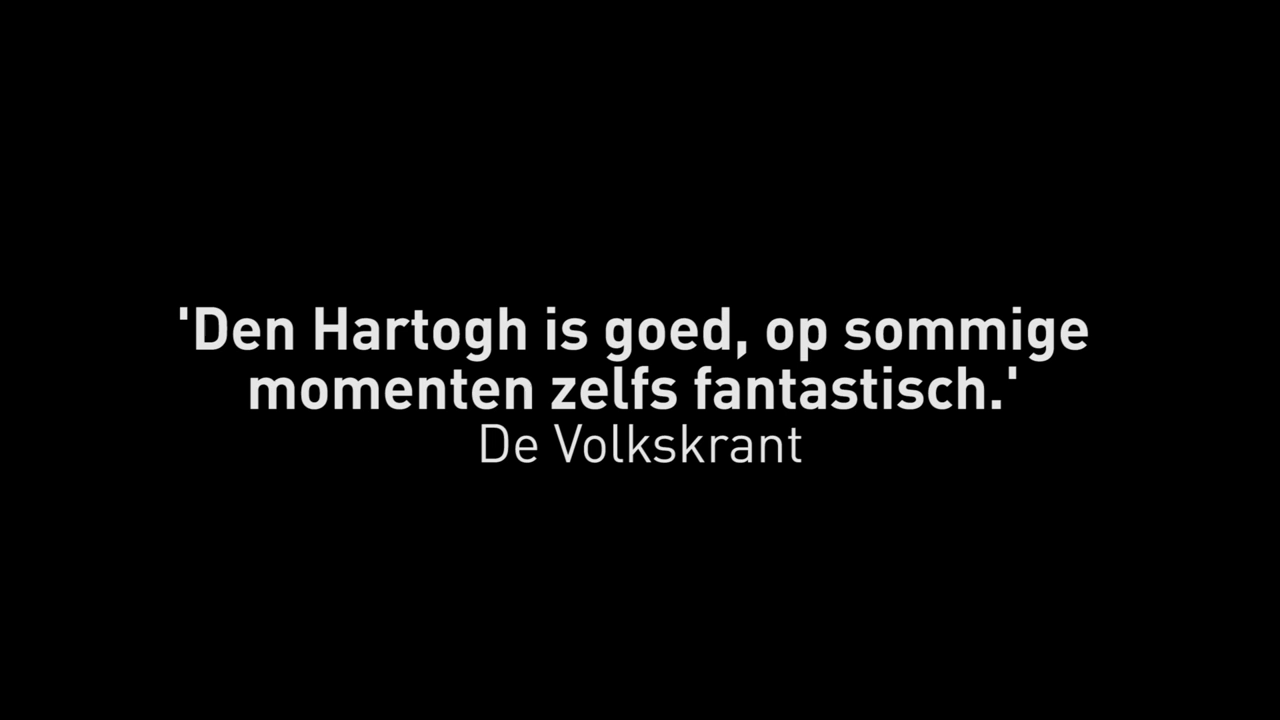 'Den Hartogh is goed, op sommige
momenten zelfs fantastisch.'
De Volkskrant